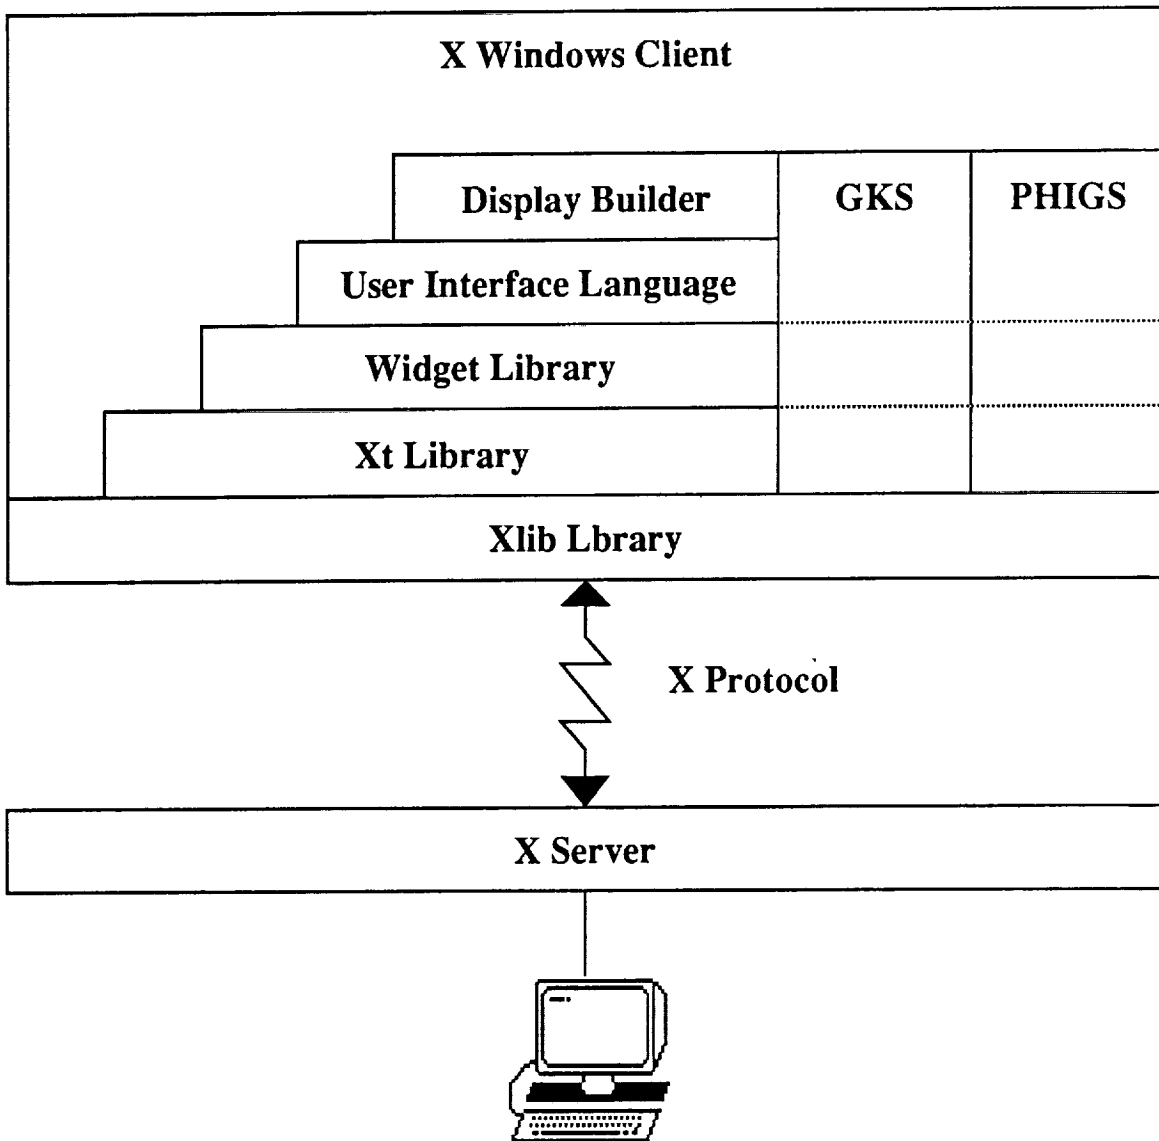 X Windows Client
Display Builder
GKS
PHIGS
User Interface Language
Widget Library
Xt Library
Xlib Lbrary
X Protocol
X Server